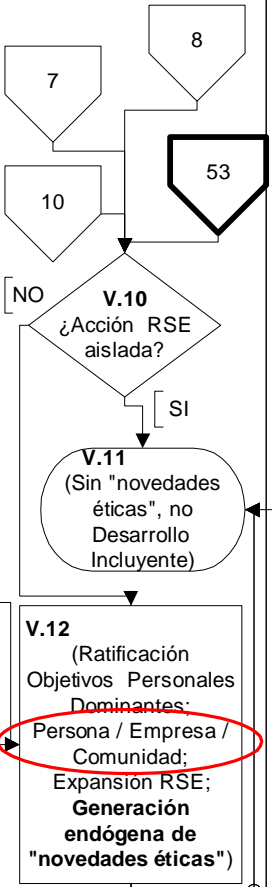 8
7
53
10
NO
V.10
¿Acción RSE
aislada?
SI
V.11
(Sin "novedades
éticas", no
Desarrollo
Incluyente)
V.12
(Ratificación
Objetivos Personales
Dominantes;
Persona / Empresa /
Comunidad;
Expansión RSE;
Generación
endógena de
"novedades éticas")